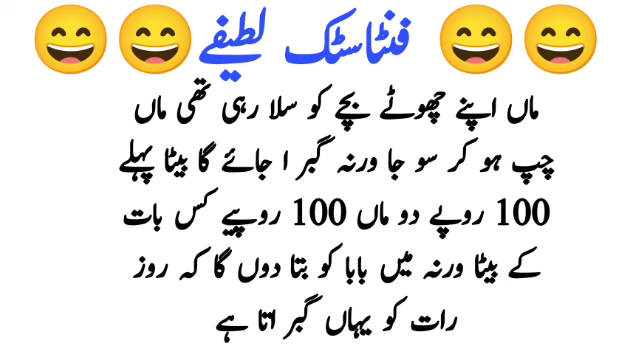 فنٹاسٹک لطیفے
ماں اپنے چھوٹے بچے کو سلا رہی تھی ماں
چپ ہو کر سو جا ورنہ گبر ا جائے گا بیٹا پہلے
100 روپے دو ماں 100 روپیے کس بات
کے بیٹا ورنہ میں بابا کو بتا دوں گا کہ روز
رات کو یہاں گبر اتا ہے